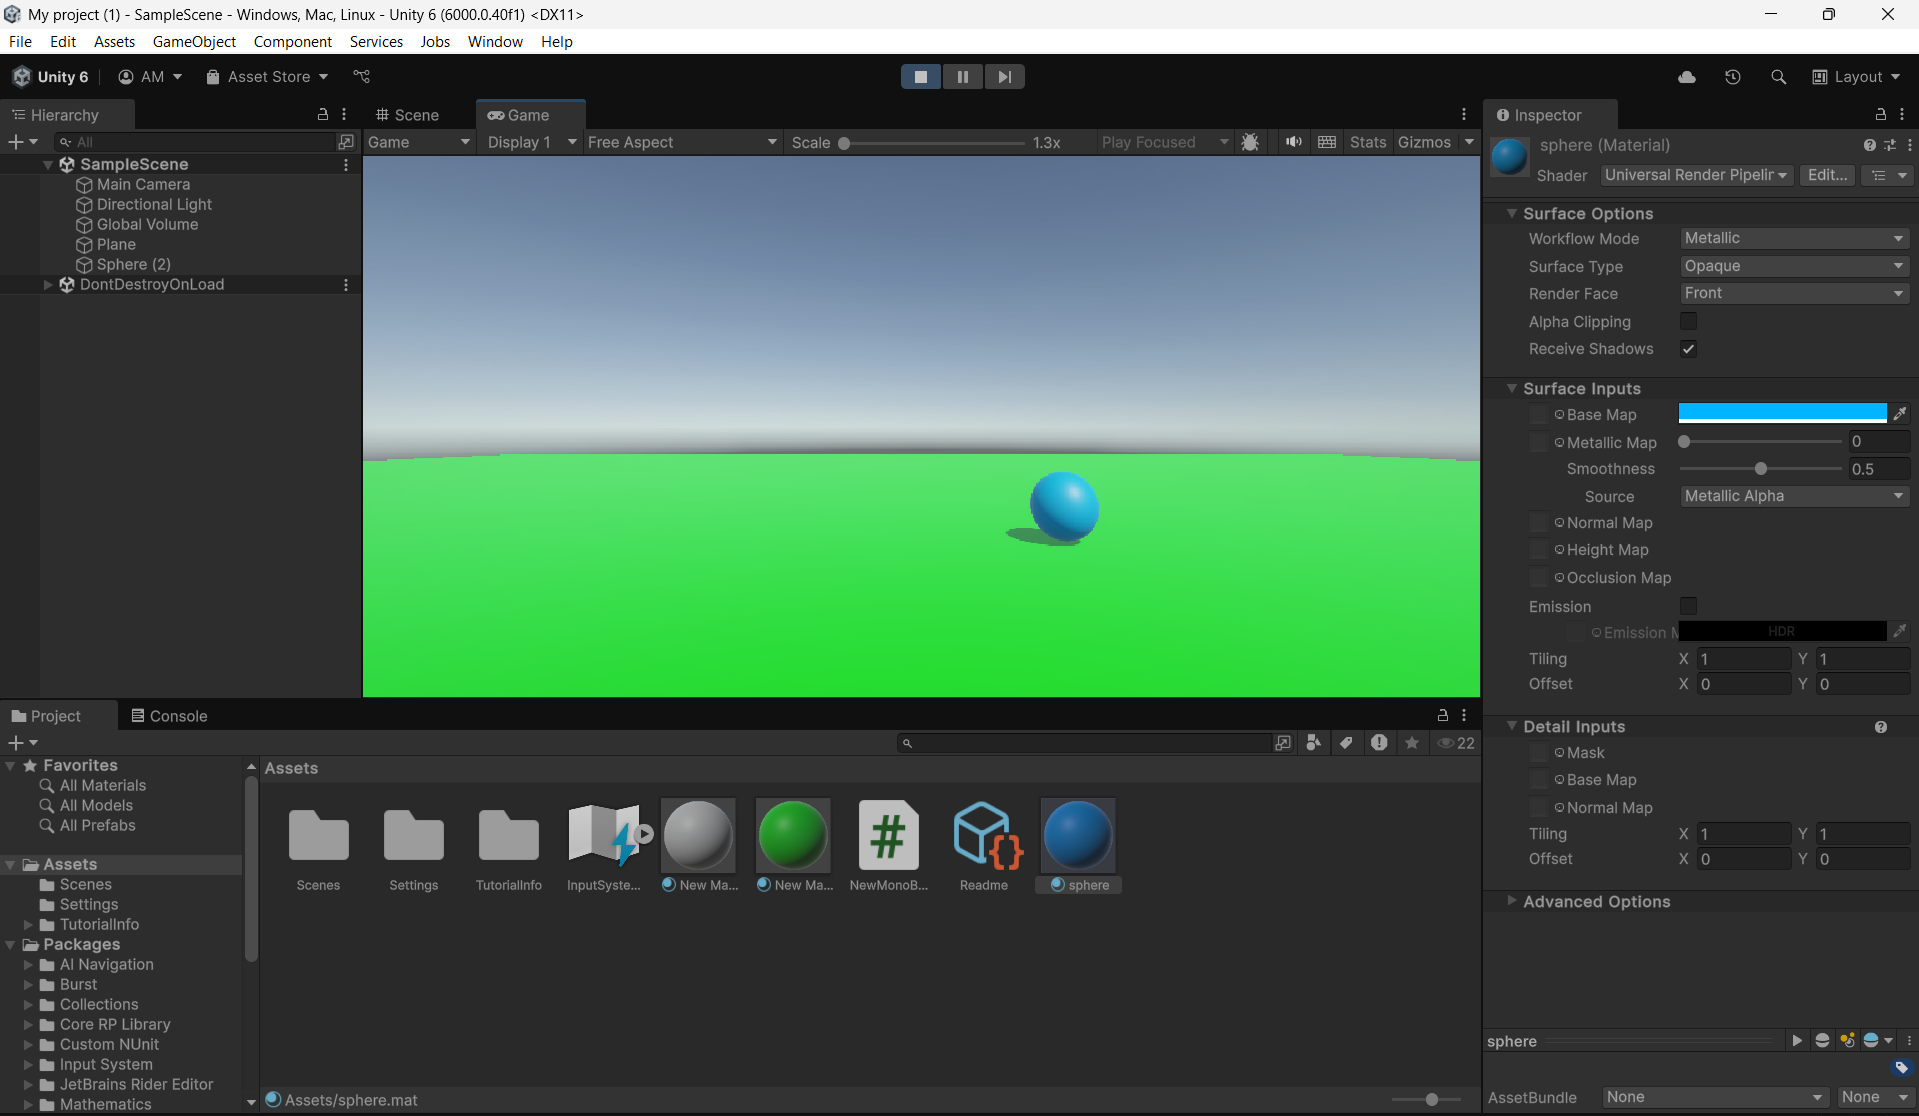 My project (1) - SampleScene - Windows, Mac, Linux - Unity 6 (6000.0.40f1) <DX11>
File Edit Assets GameObject Component Services Jobs Window Help
Unity 6 AM Asset Store Layout
Hierarchy
All
SampleScene
Main Camera
Directional Light
Global Volume
Plane
Sphere (2)
DontDestroyOnLoad
Scene Game
Game Display 1 Free Aspect Scale 1.3x Play Focused Stats Gizmos
Inspector
sphere (Material)
Shader Universal Render Pipelir Edit...
Surface Options
Workflow Mode Metallic
Surface Type Opaque
Render Face Front
Alpha Clipping
Receive Shadows
Surface Inputs
Base Map
Metallic Map 0
Smoothness 0.5
Source Metallic Alpha
Normal Map
Height Map
Occlusion Map
Emission
Emission M HDR
Tiling X 1 Y 1
Offset X 0 Y 0
Detail Inputs
Mask
Base Map
Normal Map
Tiling X 1 Y 1
Offset X 0 Y 0
Advanced Options
sphere
AssetBundle None None
Project Console
22
Favorites
All Materials
All Models
All Prefabs
Assets
Scenes
Settings
TutorialInfo
Packages
AI Navigation
Burst
Collections
Core RP Library
Custom NUnit
Input System
JetBrains Rider Editor
Mathematics
Assets
Scenes Settings TutorialInfo InputSyste... New Ma... New Ma... NewMonoB... Readme sphere
Assets/sphere.mat